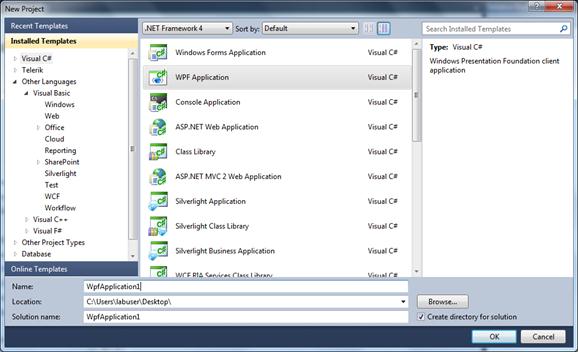 New Project
Recent Templates
Installed Templates
Visual C#
Telerik
Other Languages
Visual Basic
Windows
Web
Office
Cloud
Reporting
SharePoint
Silverlight
Test
WCF
Workflow
Visual C++
Visual F#
Other Project Types
Database
Online Templates
.NET Framework 4 Sort by: Default
Windows Forms Application Visual C#
WPF Application Visual C#
Console Application Visual C#
ASP.NET Web Application Visual C#
Class Library Visual C#
ASP.NET MVC 2 Web Application Visual C#
Silverlight Application Visual C#
Silverlight Class Library Visual C#
Silverlight Business Application Visual C#
WCF RIA Services Class Library Visual C#
Search Installed Templates
Type: Visual C#
Windows Presentation Foundation client
application
Name: WpfApplication1
Location: C:\Users\labuser\Desktop\ Browse...
Solution name: WpfApplication1 Create directory for solution
OK Cancel